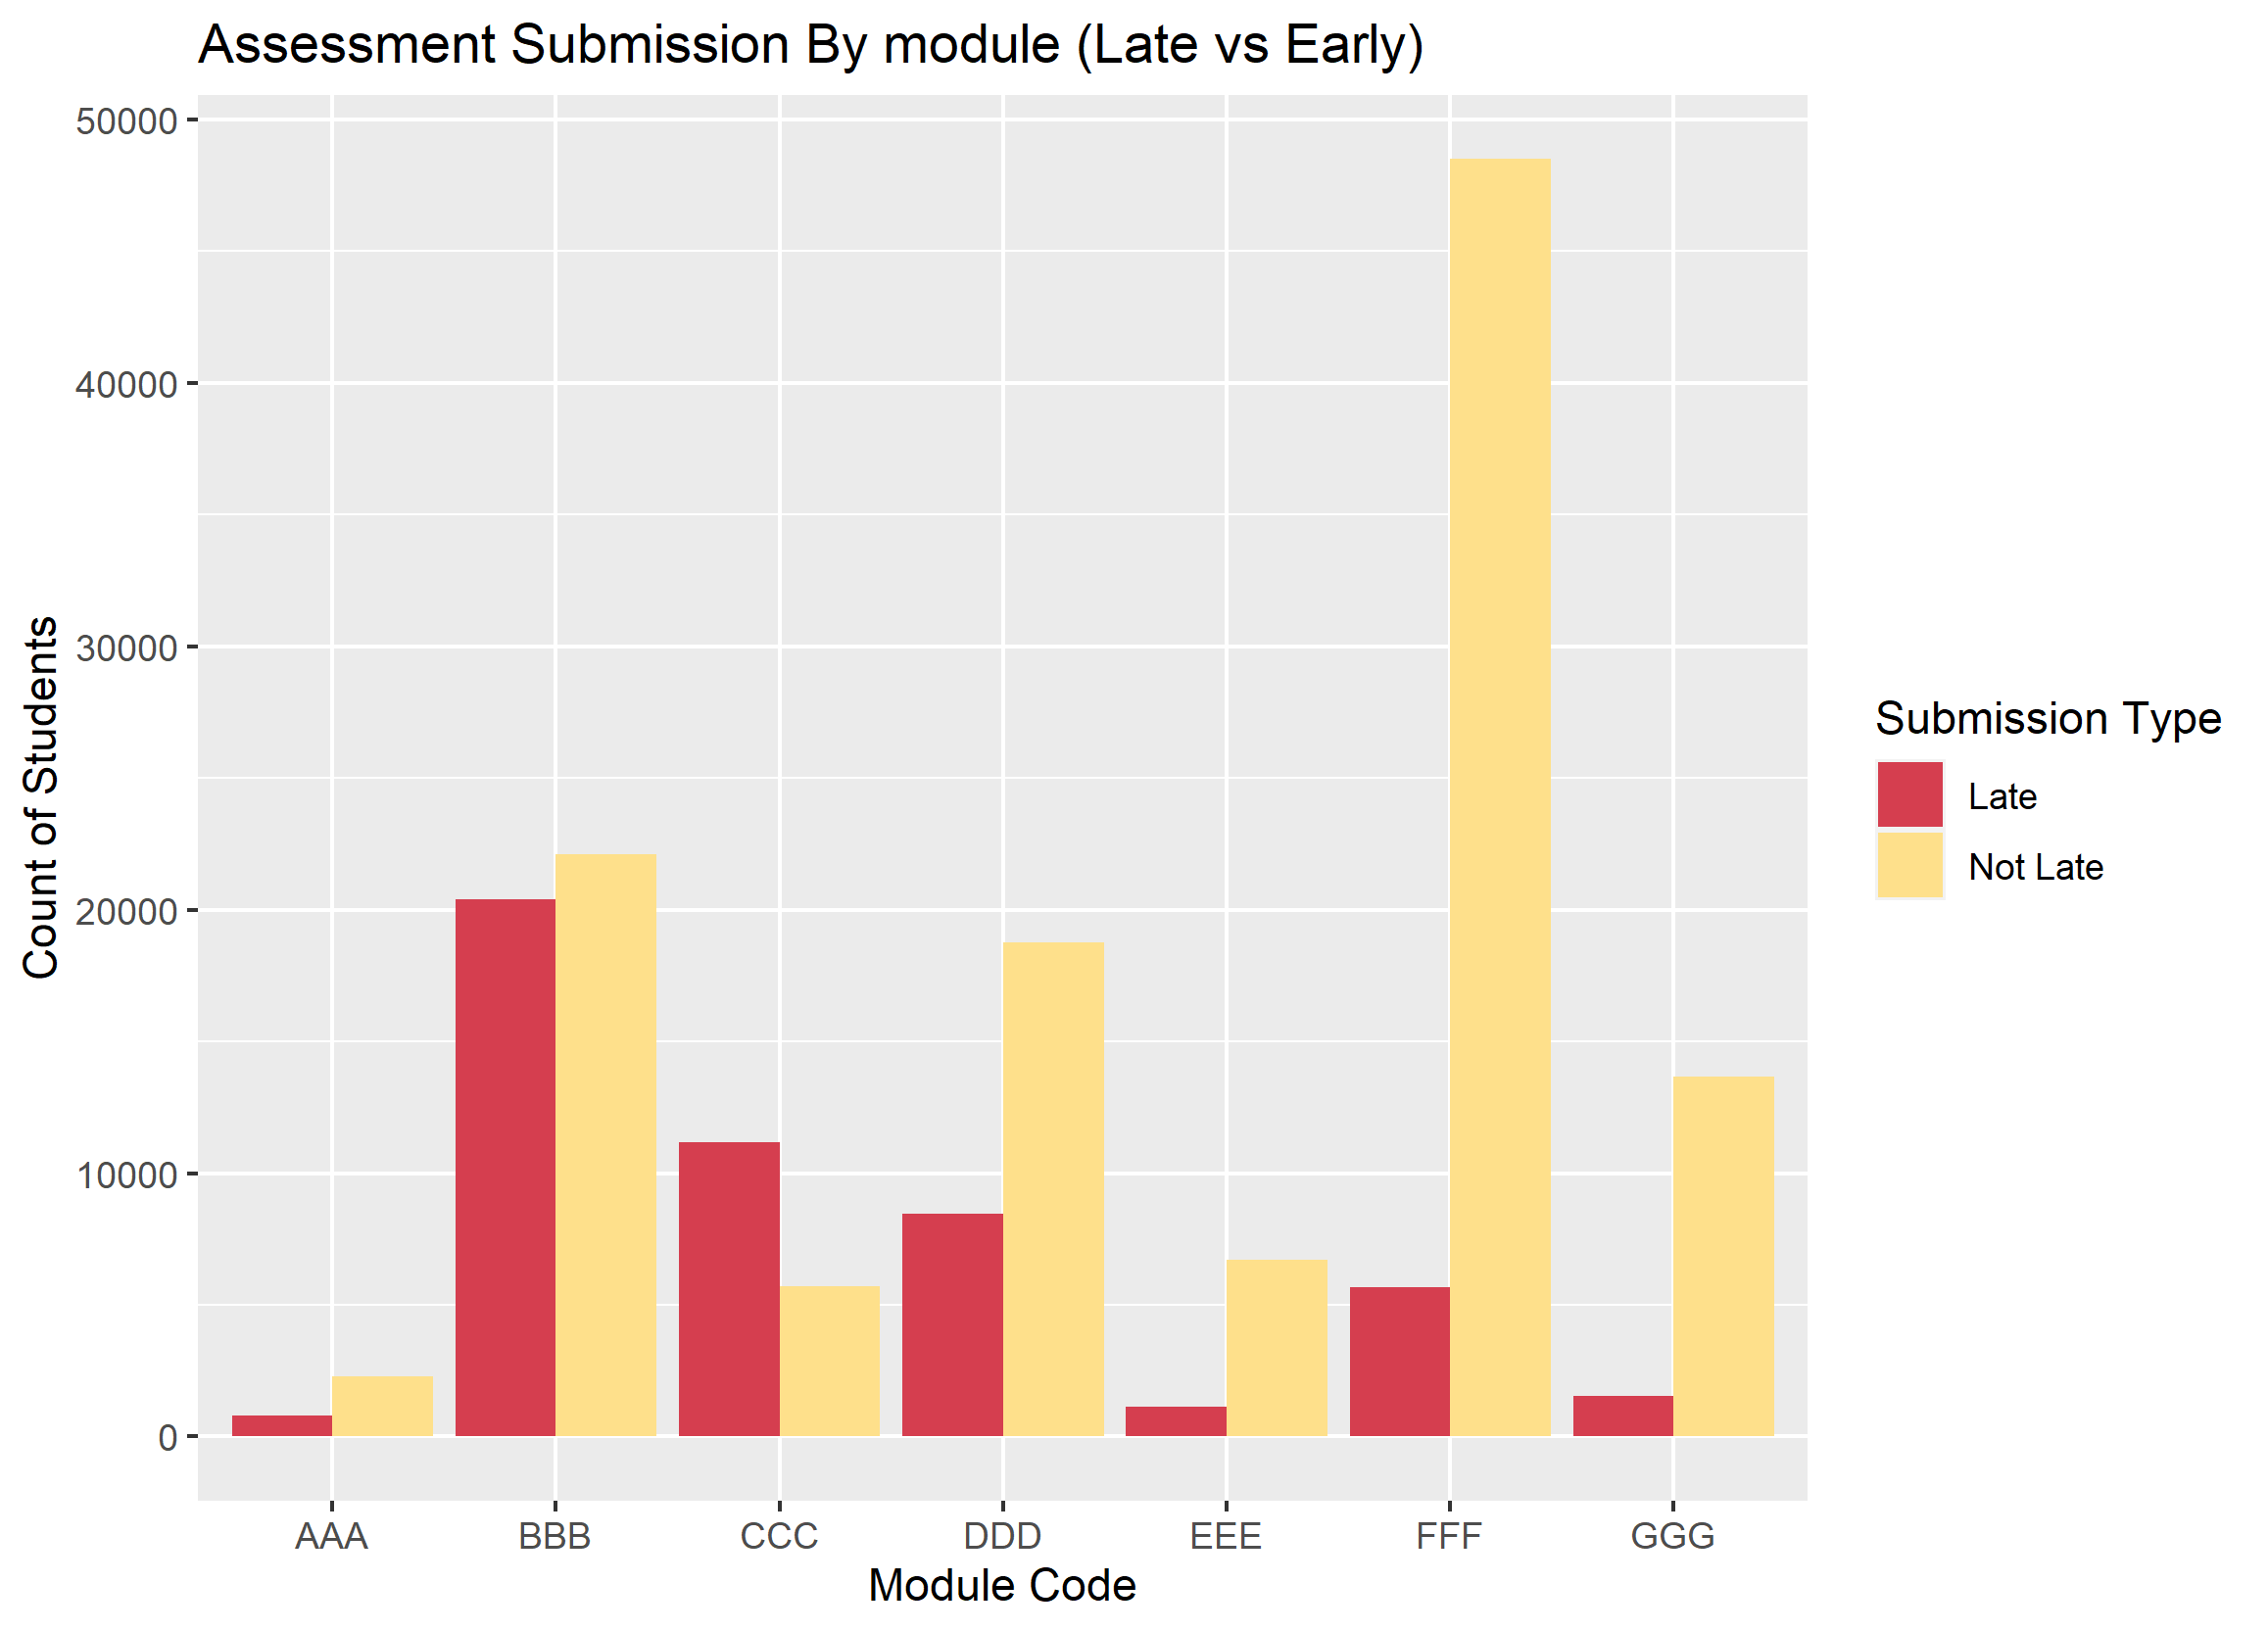 Assessment Submission By module (Late vs Early)
Count of Students
50000
40000
30000
20000
10000
0
AAA BBB CCC DDD EEE FFF GGG
Module Code
Submission Type
Late
Not Late